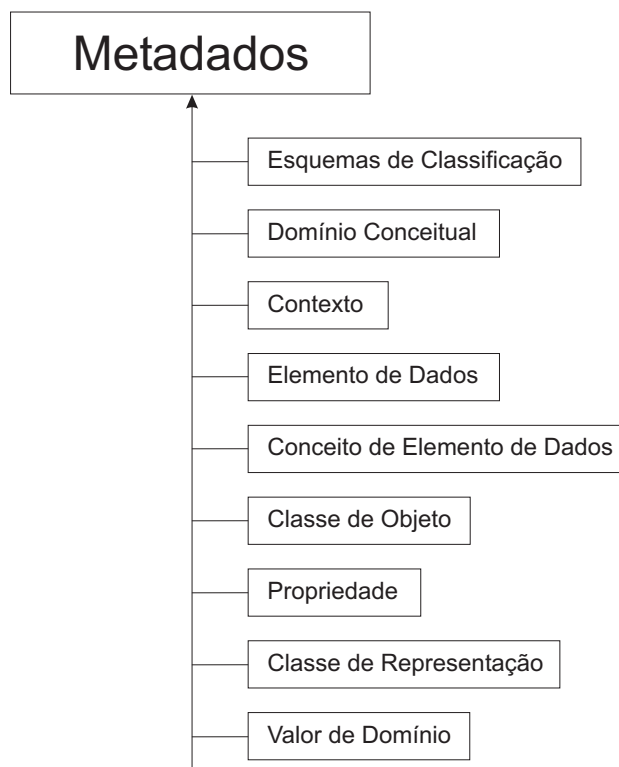 Metadados
Esquemas de Classificação
Domínio Conceitual
Contexto
Elemento de Dados
Conceito de Elemento de Dados
Classe de Objeto
Propriedade
Classe de Representação
Valor de Domínio